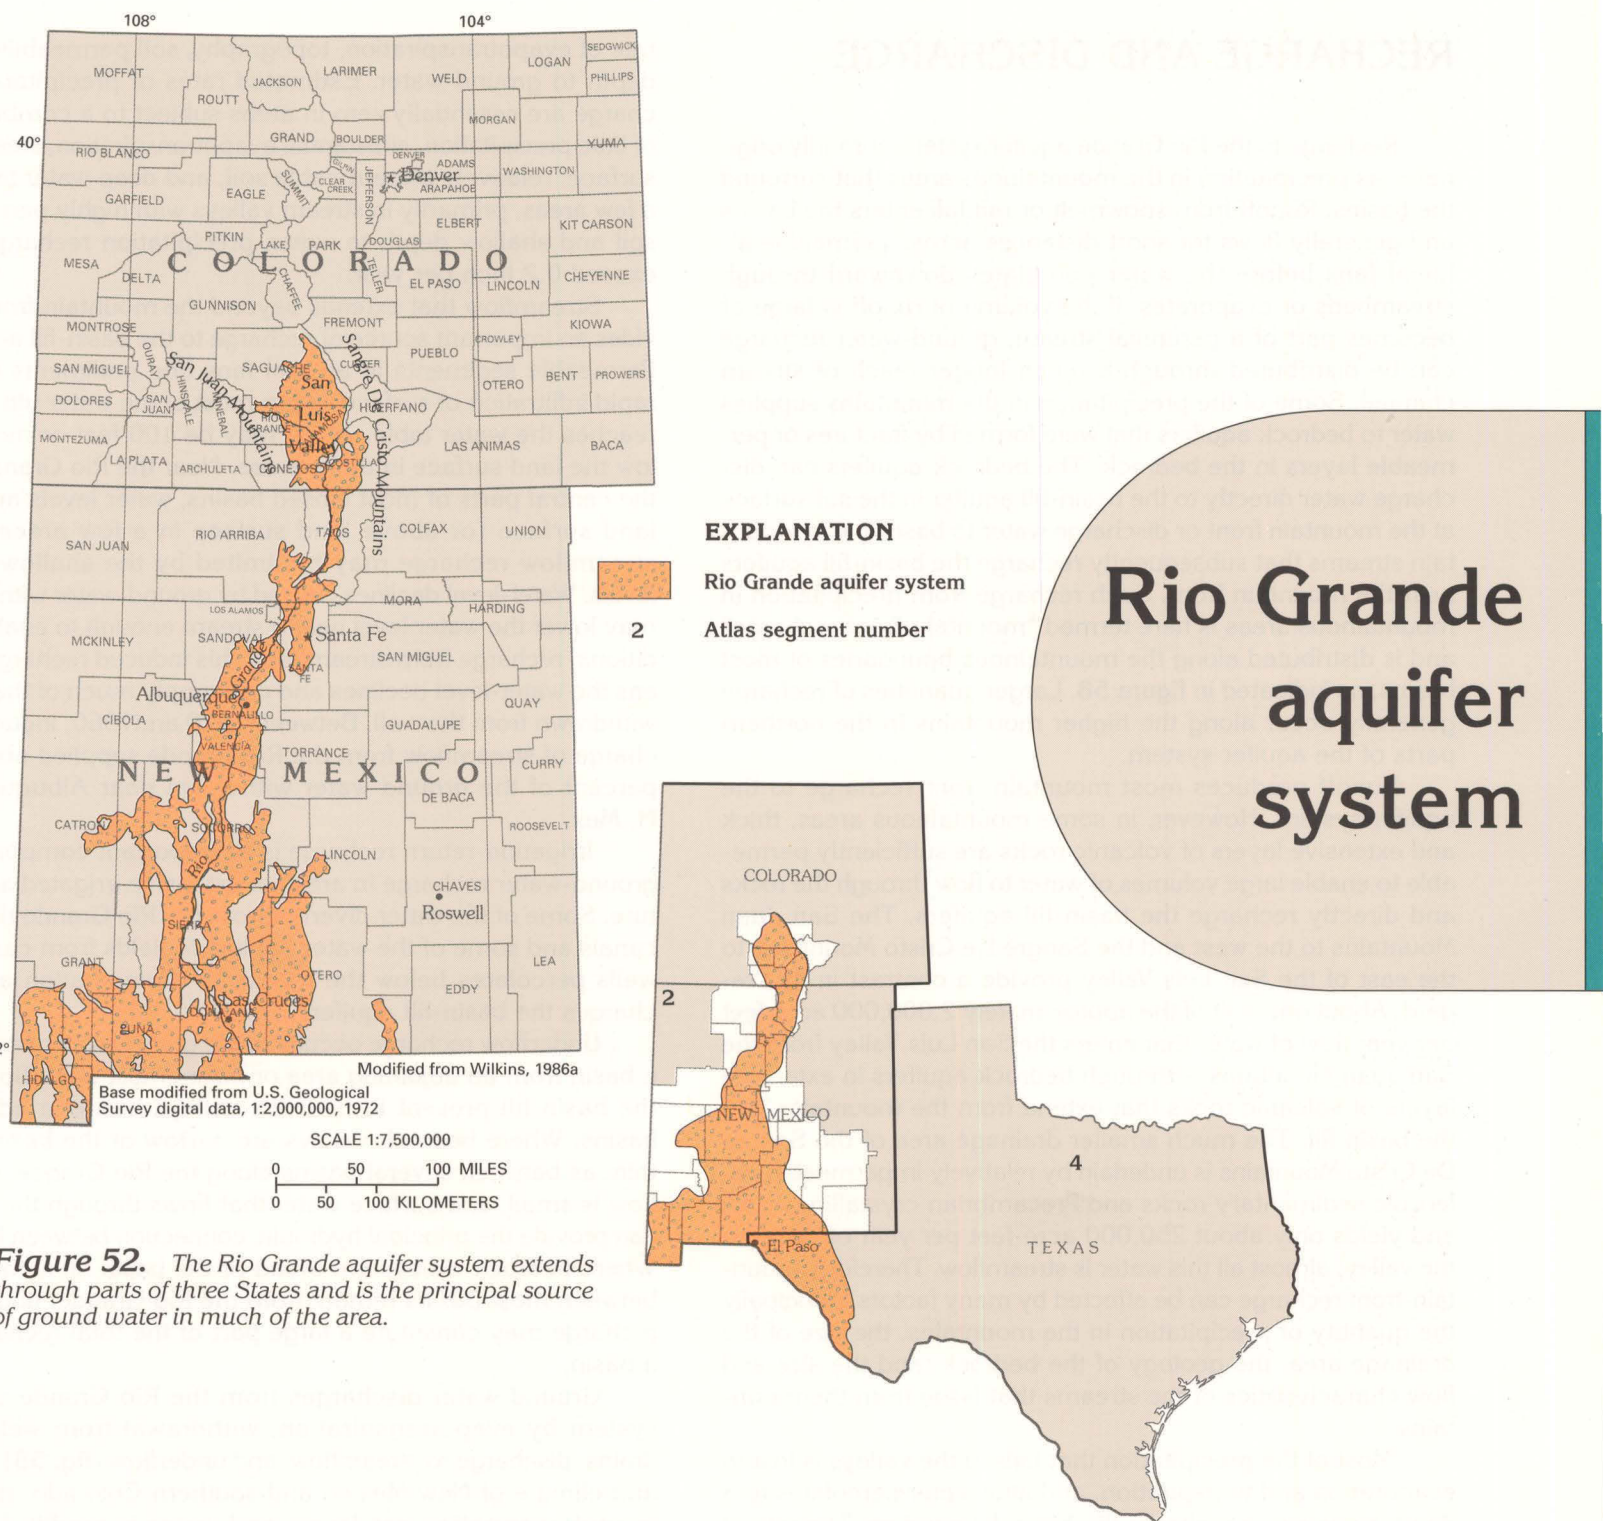 108°
104°
40°
MOFFAT
ROUTT
JACKSON
LARIMER
WELD
LOGAN
SEDGWICK
PHILLIPS
MORGAN
GRAND
BOULDER
RIO BLANCO
YUMA
GILPIN
DENVER
ADAMS
WASHINGTON
CLEAR
CREEK
Denver
ARAPAHOE
EAGLE
SUMMIT
JEFFERSON
GARFIELD
ELBERT
KIT CARSON
PITKIN
LAKE
PARK
DOUGLAS
MESA
COLORADO
DELTA
CHAFFEE
TELLER
EL PASO
LINCOLN
CHEYENNE
GUNNISON
FREMONT
MONTROSE
KIOWA
CROWLEY
OURAY
PUEBLO
SAN MIGUEL
SAGUACHE
CUSTER
San
BENT
PROWERS
OTERO
HINSDALE
DOLORES
SAN
JUAN
MINERAL
San Juan Mountains
Sangre De Cristo Mountains
RIO
GRANDE
Luis
ALAMOSA
HUERFANO
MONTEZUMA
Valley
LAS ANIMAS
BACA
LA PLATA
ARCHULETA
CONEJOS
COSTILLA
SAN JUAN
RIO ARRIBA
TAOS
COLFAX
UNION
LOS ALAMOS
MORA
HARDING
MCKINLEY
SANDOVAL
Santa Fe
SAN MIGUEL
SANTA
FE
Rio Grande
Albuquerque
BERNALILLO
CIBOLA
GUADALUPE
QUAY
VALENCIA
TORRANCE
CURRY
NEW MEXICO
DE BACA
CATRON
SOCORRO
ROOSEVELT
LINCOLN
CHAVES
Roswell
SIERRA
GRANT
OTERO
LEA
EDDY
Las Cruces
DONA ANA
LUNA
2°
HIDALGO
Modified from Wilkins, 1986a
Base modified from U.S. Geological
Survey digital data, 1:2,000,000, 1972
SCALE 1:7,500,000
0 50 100 MILES
0 50 100 KILOMETERS
Figure 52. The Rio Grande aquifer system extends
through parts of three States and is the principal source
of ground water in much of the area.
EXPLANATION
Rio Grande aquifer system
2 Atlas segment number
Rio Grande
aquifer
system
COLORADO
2
NEW MEXICO
El Paso
4
TEXAS